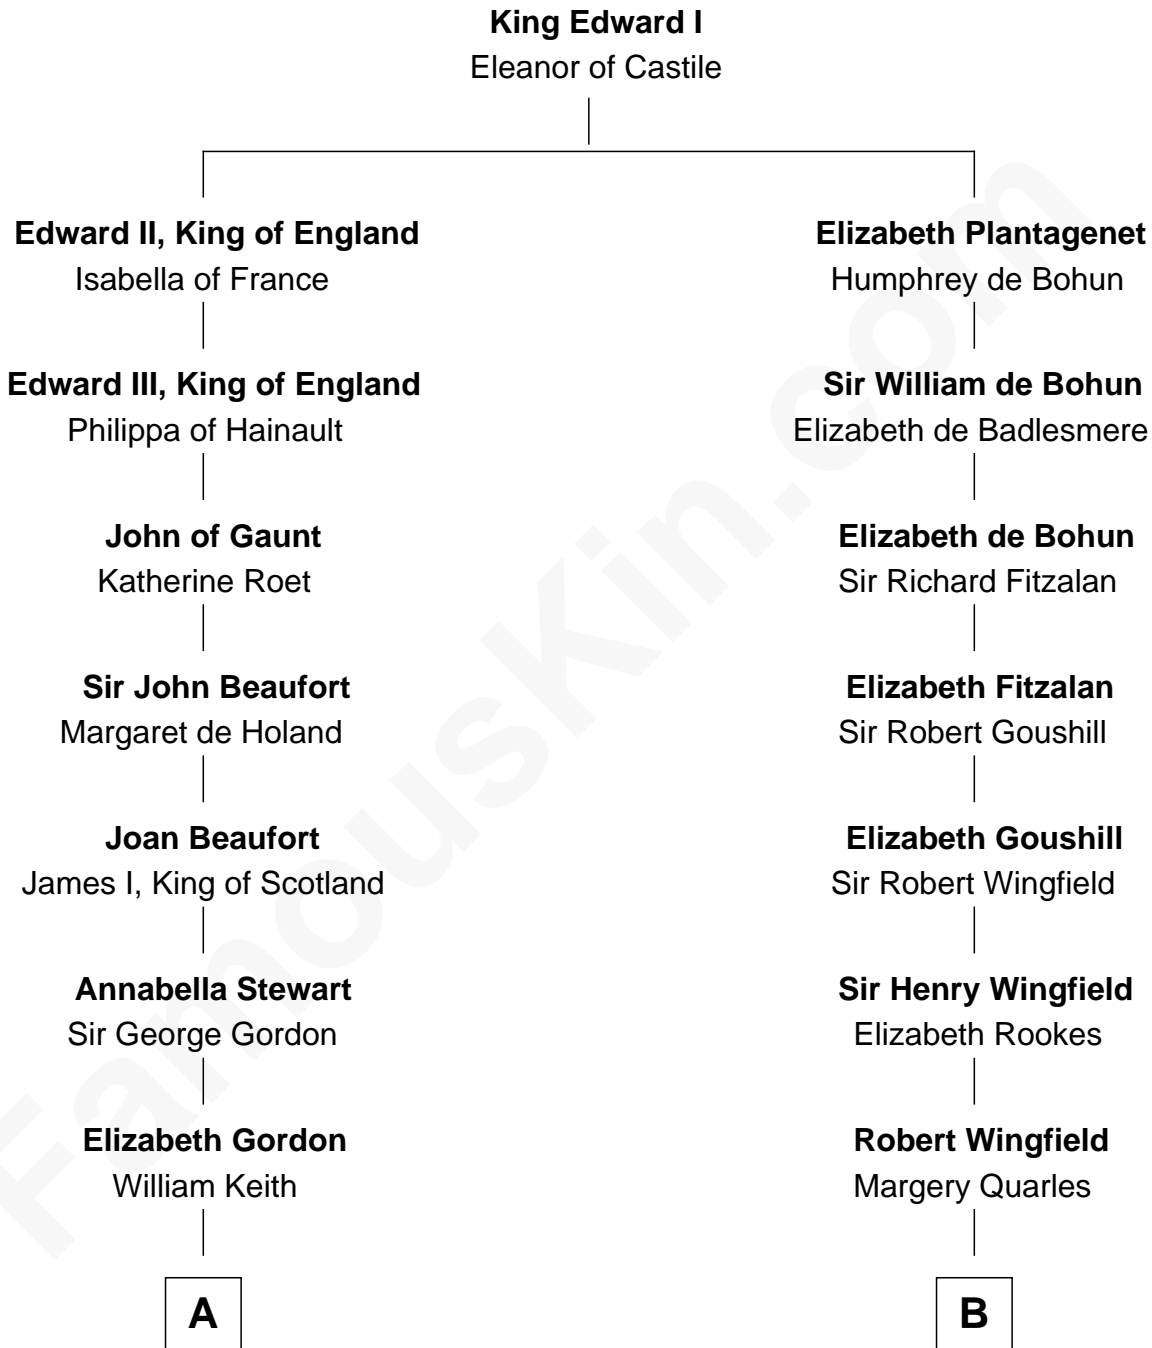 King Edward I
Eleanor of Castile
Edward II, King of England
Isabella of France
Elizabeth Plantagenet
Humphrey de Bohun
Edward III, King of England
Philippa of Hainault
Sir William de Bohun
Elizabeth de Badlesmere
John of Gaunt
Katherine Roet
Elizabeth de Bohun
Sir Richard Fitzalan
Sir John Beaufort
Margaret de Holand
Elizabeth Fitzalan
Sir Robert Goushill
Joan Beaufort
James I, King of Scotland
Elizabeth Goushill
Sir Robert Wingfield
Annabella Stewart
Sir George Gordon
Sir Henry Wingfield
Elizabeth Rookes
Elizabeth Gordon
William Keith
Robert Wingfield
Margery Quarles
A
B
FamousKin.com